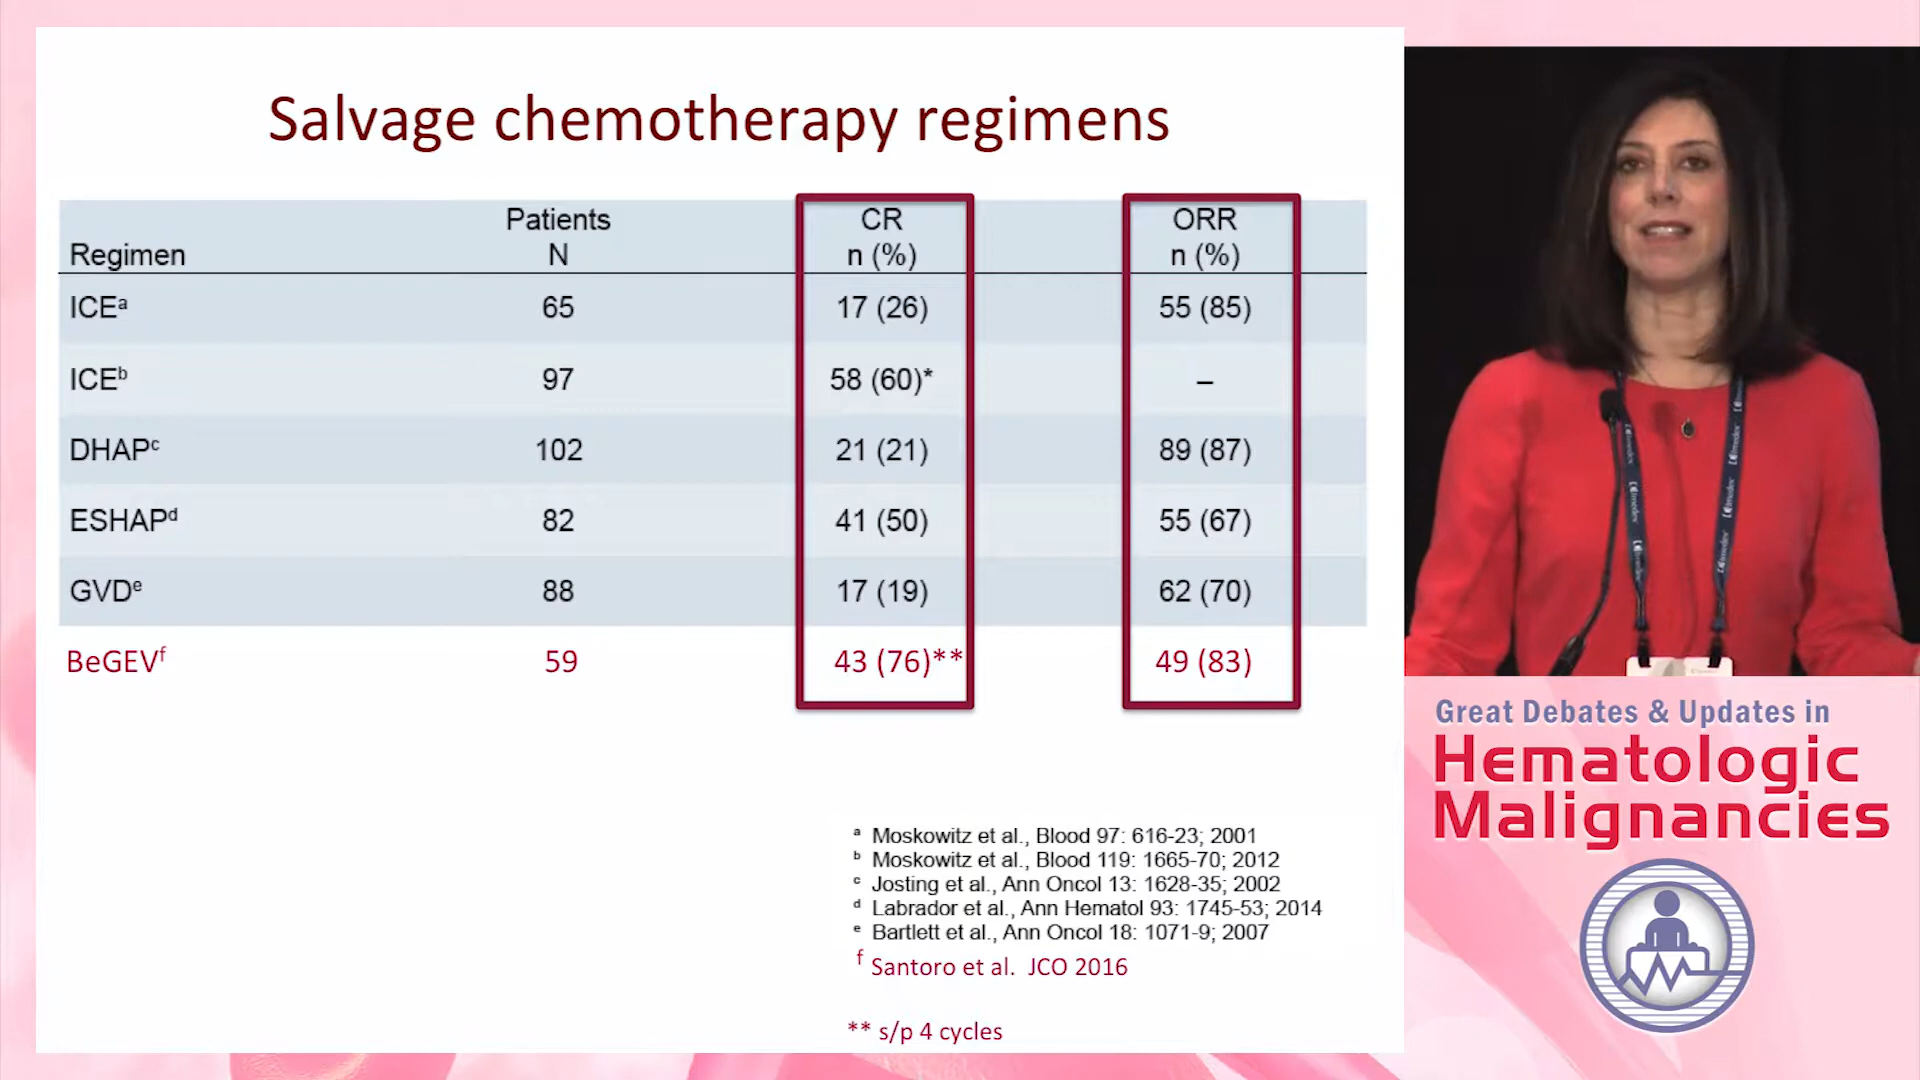 Salvage chemotherapy regimens
Patients CR ORR
Regimen N n (%) n (%)
ICEᵃ 65 17 (26) 55 (85)
ICEᵇ 97 58 (60)* –
DHAPᶜ 102 21 (21) 89 (87)
ESHAPᵈ 82 41 (50) 55 (67)
GVDᵉ 88 17 (19) 62 (70)
BeGEVᶠ 59 43 (76)** 49 (83)
ᵃ Moskowitz et al., Blood 97: 616-23; 2001
ᵇ Moskowitz et al., Blood 119: 1665-70; 2012
ᶜ Josting et al., Ann Oncol 13: 1628-35; 2002
ᵈ Labrador et al., Ann Hematol 93: 1745-53; 2014
ᵉ Bartlett et al., Ann Oncol 18: 1071-9; 2007
ᶠ Santoro et al. JCO 2016
** s/p 4 cycles
Great Debates & Updates in
Hematologic
Malignancies